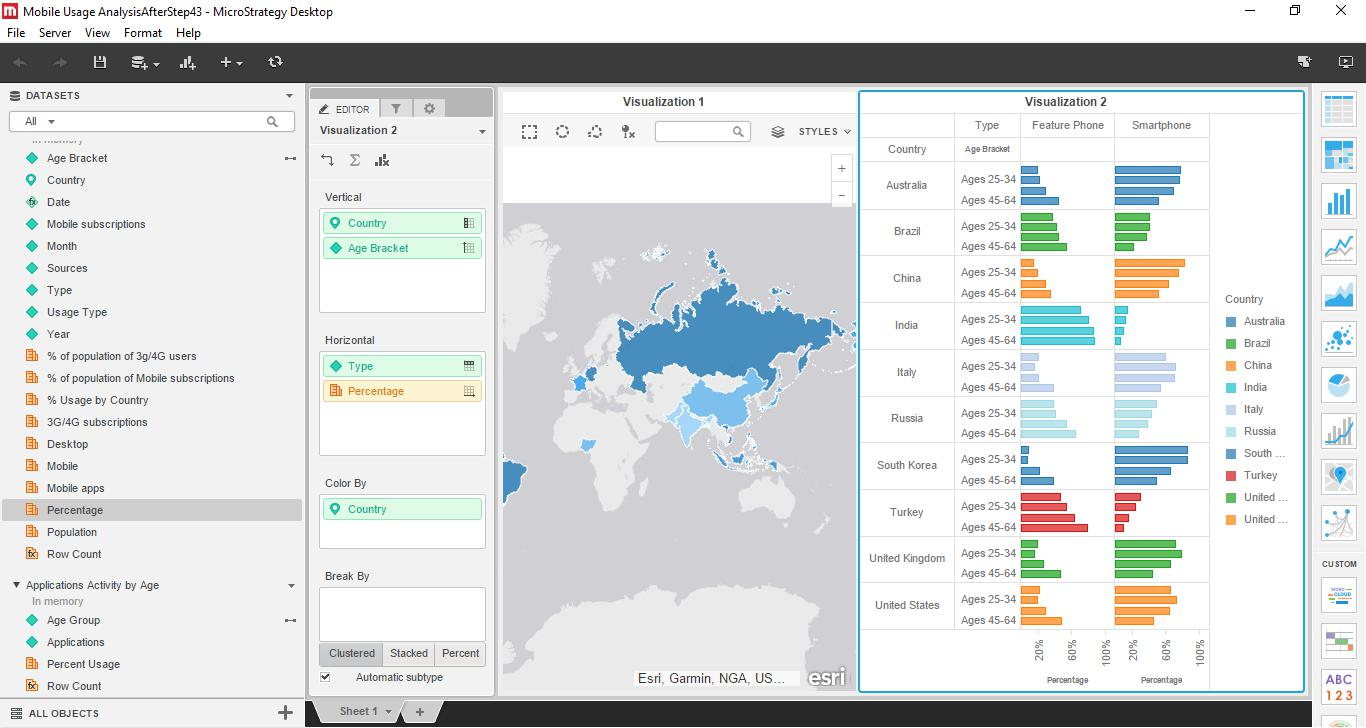 Mobile Usage AnalysisAfterStep43 - MicroStrategy Desktop
File Server View Format Help
DATASETS
All
In memory
Age Bracket
Country
Date
Mobile subscriptions
Month
Sources
Type
Usage Type
Year
% of population of 3g/4G users
% of population of Mobile subscriptions
% Usage by Country
3G/4G subscriptions
Desktop
Mobile
Mobile apps
Percentage
Population
Row Count
Applications Activity by Age
In memory
Age Group
Applications
Percent Usage
Row Count
ALL OBJECTS
EDITOR
Visualization 2
Vertical
Country
Age Bracket
Horizontal
Type
Percentage
Color By
Country
Break By
Clustered Stacked Percent
Automatic subtype
Visualization 1
STYLES
+
−
Esri, Garmin, NGA, US... esri
Sheet 1
+
Visualization 2
Type Feature Phone Smartphone
Country Age Bracket
Australia
Ages 25-34
Ages 45-64
Brazil
Ages 25-34
Ages 45-64
China
Ages 25-34
Ages 45-64
India
Ages 25-34
Ages 45-64
Italy
Ages 25-34
Ages 45-64
Russia
Ages 25-34
Ages 45-64
South Korea
Ages 25-34
Ages 45-64
Turkey
Ages 25-34
Ages 45-64
United Kingdom
Ages 25-34
Ages 45-64
United States
Ages 25-34
Ages 45-64
20% 60% 100% 20% 60% 100%
Percentage Percentage
Country
Australia
Brazil
China
India
Italy
Russia
South ...
Turkey
United ...
United ...
CUSTOM
WORD
CLOUD
ABC
123